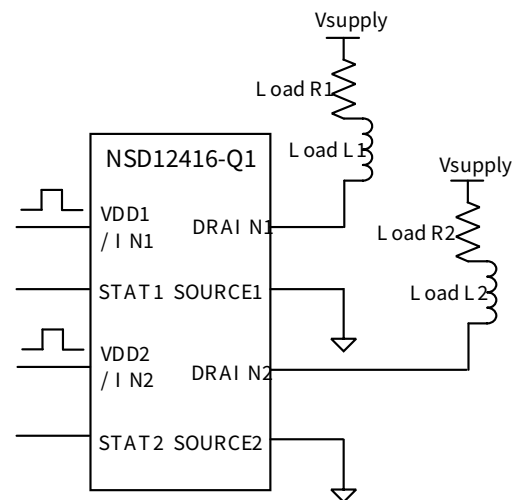 Vsupply
Load R1
Load L1
NSD12416-Q1
Vsupply
VDD1
/IN1
DRAIN1
Load R2
STAT1
SOURCE1
Load L2
VDD2
/IN2
DRAIN2
STAT2
SOURCE2